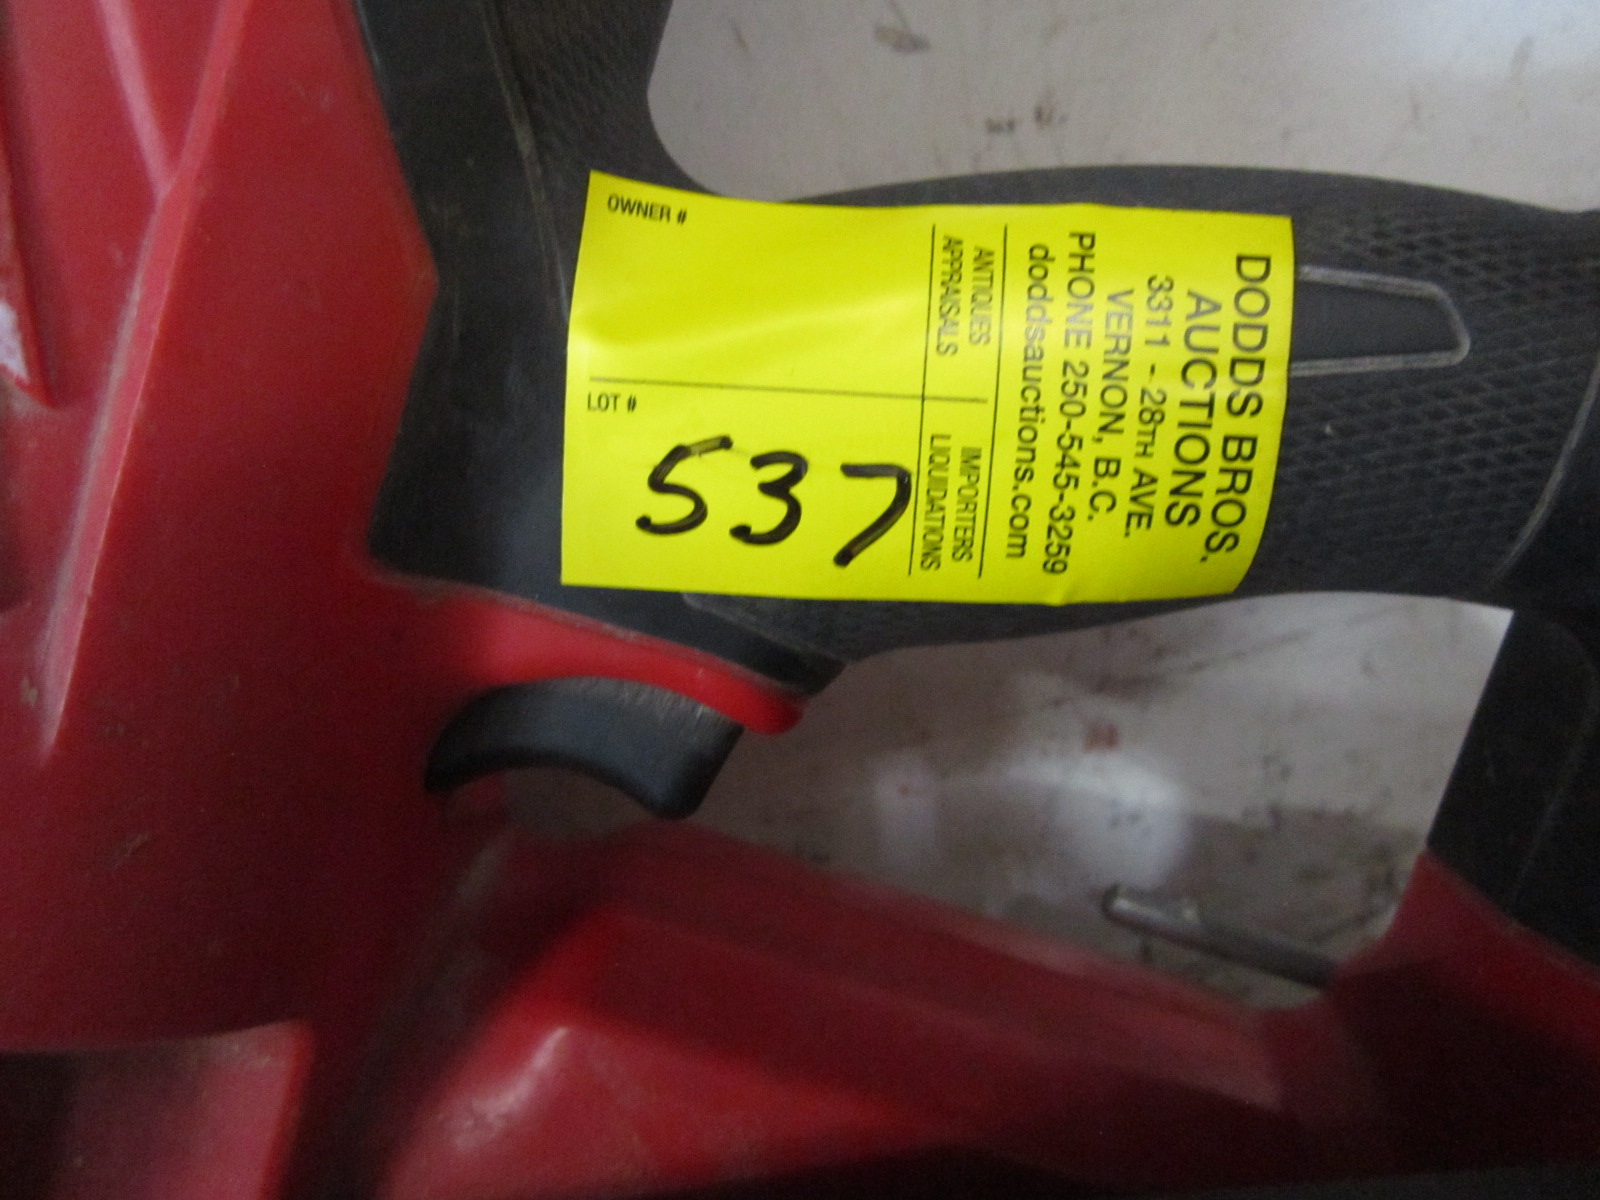 DODDS BROS.
AUCTIONS
3311 - 28TH AVE.
VERNON, B.C.
PHONE 250-545-3259
doddsauctions.com
ANTIQUES
APPRAISALS
IMPORTERS
LIQUIDATIONS
OWNER #
LOT #
537